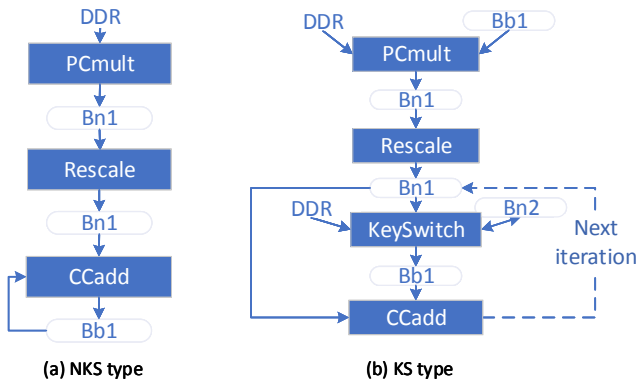 DDR
PCmult
Bn1
Rescale
Bn1
CCadd
Bb1
(a) NKS type
DDR
Bb1
PCmult
Bn1
Rescale
Bn1
DDR
Bn2
KeySwitch
Next
iteration
Bb1
CCadd
(b) KS type